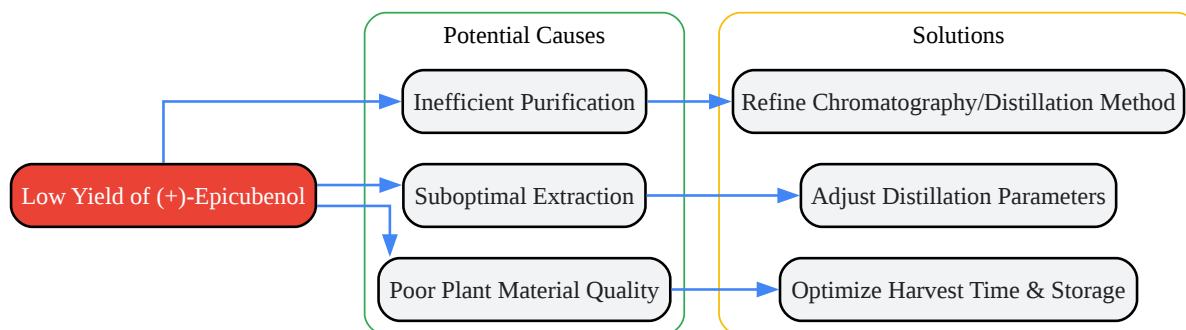 Potential Causes
Solutions
Inefficient Purification
Refine Chromatography/Distillation Method
Low Yield of (+)-Epicubenol
Suboptimal Extraction
Adjust Distillation Parameters
Poor Plant Material Quality
Optimize Harvest Time & Storage